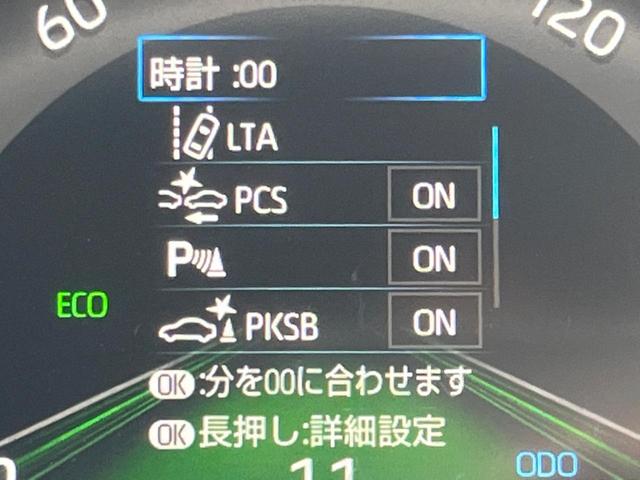 60
120
時計 :00
LTA
PCS ON
P ON
ECO
PKSB ON
OK :分を00に合わせます
OK 長押し:詳細設定
11
ODO